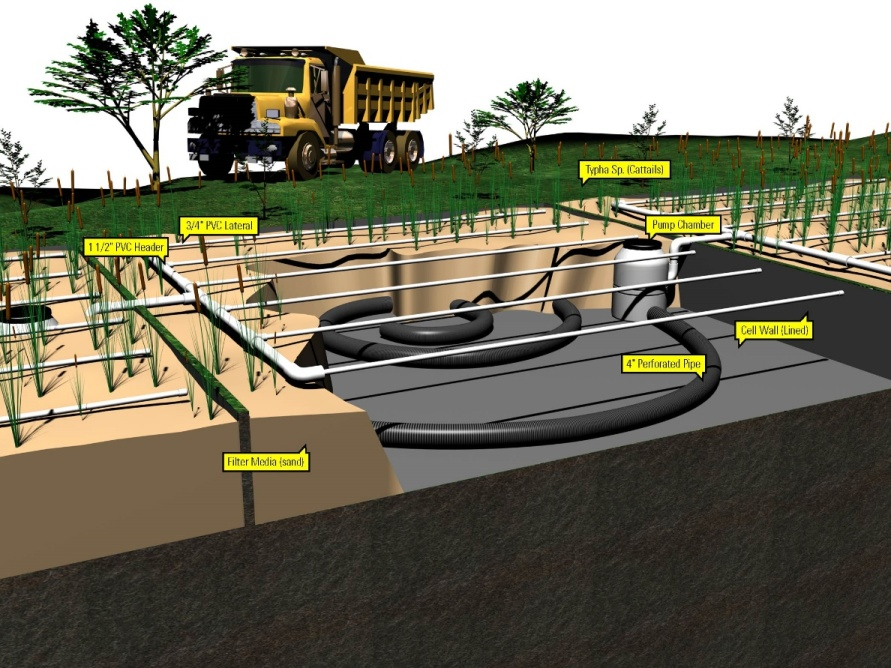 Typha Sp. (Cattails)
3/4" PVC Lateral
Pump Chamber
1 1/2" PVC Header
Cell Wall (Lined)
4" Perforated Pipe
Filter Media (sand)